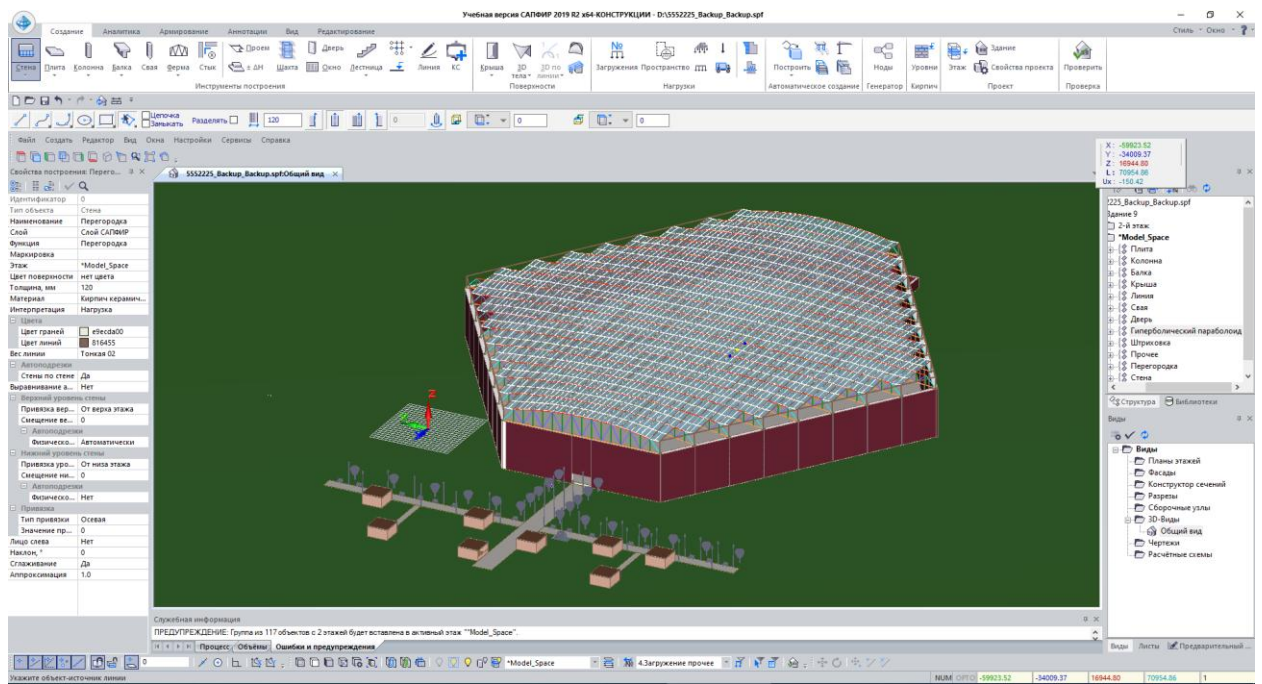 Учебная версия САПФИР 2019 R2 x64-КОНСТРУКЦИИ - D:\5552225_Backup_Backup.spf
Создание Аналитика Армирование Аннотации Вид Редактирование Стиль Окно ?
Проем Дверь Здание
Стена Плита Колонна Балка Свая Ферма Стык ± ΔН Шахта Окно Лестница Линия КС Крыша 3D тела 3D по линии Загружения Пространство Построить Ноды Уровни Этаж Свойства проекта Проверить
Инструменты построения Поверхности Нагрузки Автоматическое создание Генератор Кирпич Проект Проверка
Цепочка
Замыкать Разделять 120 0 0 0
Файл Создать Редактор Вид Окна Настройки Сервисы Справка
X: -59923.52
Y: -34009.37
Z: 16944.80
L: 70954.86
Ux: -150.42
Свойства построения: Перего...
5552225_Backup_Backup.spf:Общий вид
Идентификатор 0
Тип объекта Стена
Наименование Перегородка
Слой Слой САПФИР
Функция Перегородка
Маркировка
Этаж *Model_Space
Цвет поверхности нет цвета
Толщина, мм 120
Материал Кирпич керамич...
Интерпретация Нагрузка
Цвета
Цвет граней e9ecda00
Цвет линий 816455
Вес линии Тонкая 02
Автоподрезки
Стены по стене Да
Выравнивание а... Нет
Верхний уровень стены
Привязка вер... От верха этажа
Смещение ве... 0
Автоподрезки
Физическо... Автоматически
Нижний уровень стены
Привязка уро... От низа этажа
Смещение ни... 0
Автоподрезки
Физическо... Нет
Привязка
Тип привязки Осевая
Значение пр... 0
Лицо слева Нет
Наклон, ° 0
Сглаживание Да
Аппроксимация 1.0
Z
2225_Backup_Backup.spf
Здание 9
2-й этаж
*Model_Space
Плита
Колонна
Балка
Крыша
Линия
Свая
Дверь
Гиперболический параболоид
Штриховка
Прочее
Перегородка
Стена
Структура Библиотеки
Виды
Виды
Планы этажей
Фасады
Конструктор сечений
Разрезы
Сборочные узлы
3D-Виды
Общий вид
Чертежи
Расчётные схемы
Виды Листы Предварительный ...
Служебная информация
ПРЕДУПРЕЖДЕНИЕ: Группа из 117 объектов с 2 этажей будет вставлена в активный этаж "*Model_Space".
Процесс Объёмы Ошибки и предупреждения
0 *Model_Space 4.Загружение прочее
Укажите объект-источник линии NUM ОРТО -59923.52 -34009.37 16944.80 70954.86 1